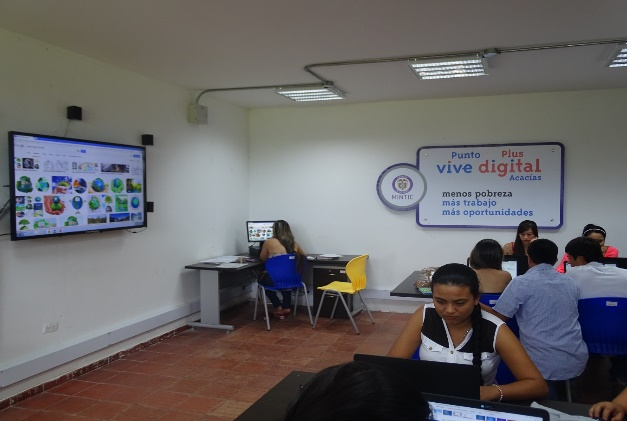 Punto Plus
vive digital
Acacías
menos pobreza
más trabajo
más oportunidades
MINTIC